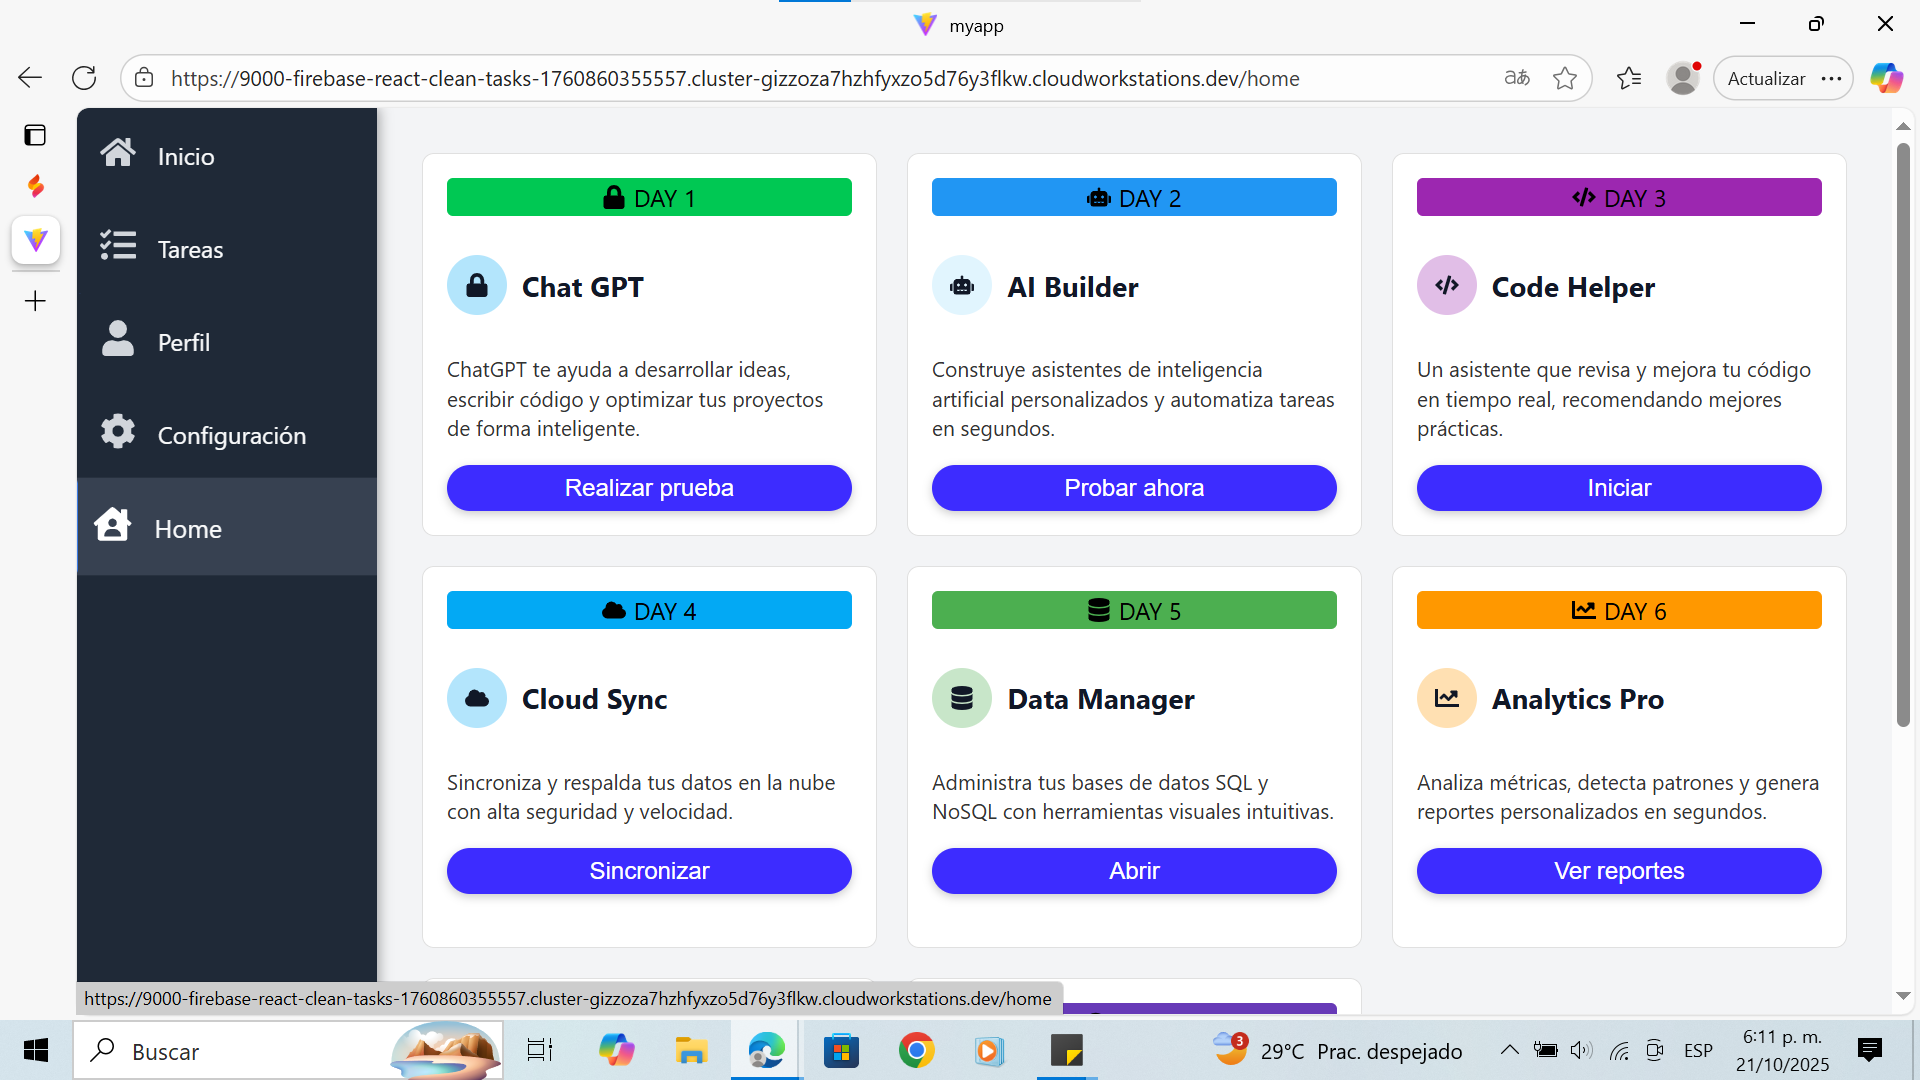 myapp
https://9000-firebase-react-clean-tasks-1760860355557.cluster-gizzoza7hzhfyxzo5d76y3flkw.cloudworkstations.dev/home
aあ
Actualizar
Inicio
Tareas
Perfil
Configuración
Home
DAY 1
Chat GPT
ChatGPT te ayuda a desarrollar ideas,
escribir código y optimizar tus proyectos
de forma inteligente.
Realizar prueba
DAY 2
AI Builder
Construye asistentes de inteligencia
artificial personalizados y automatiza tareas
en segundos.
Probar ahora
DAY 3
Code Helper
Un asistente que revisa y mejora tu código
en tiempo real, recomendando mejores
prácticas.
Iniciar
DAY 4
Cloud Sync
Sincroniza y respalda tus datos en la nube
con alta seguridad y velocidad.
Sincronizar
DAY 5
Data Manager
Administra tus bases de datos SQL y
NoSQL con herramientas visuales intuitivas.
Abrir
DAY 6
Analytics Pro
Analiza métricas, detecta patrones y genera
reportes personalizados en segundos.
Ver reportes
https://9000-firebase-react-clean-tasks-1760860355557.cluster-gizzoza7hzhfyxzo5d76y3flkw.cloudworkstations.dev/home
Buscar
3
29°C Prac. despejado
ESP
6:11 p. m.
21/10/2025